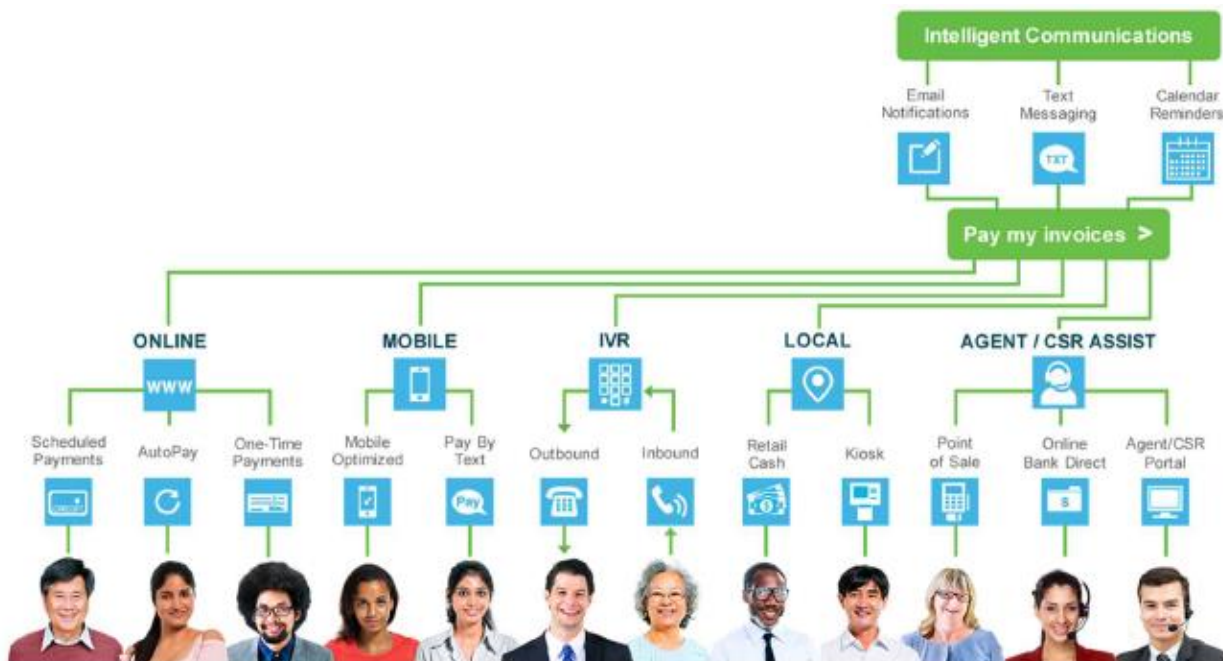 Intelligent Communications
Email
Notifications
Text
Messaging
Calendar
Reminders
TXT
Pay my invoices >
ONLINE
MOBILE
IVR
LOCAL
AGENT / CSR ASSIST
www
Scheduled
Payments
AutoPay
One-Time
Payments
Mobile
Optimized
Pay By
Text
Outbound
Inbound
Retail
Cash
Kiosk
Point
of Sale
Online
Bank Direct
Agent/CSR
Portal
Pay
$
$